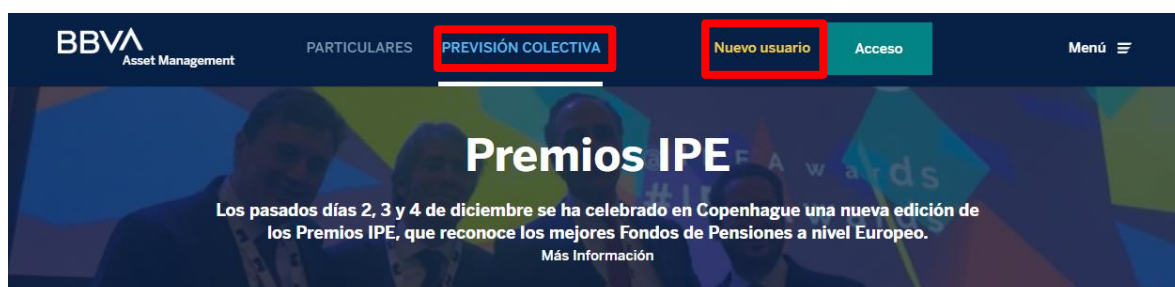 BBVA
Asset Management
PARTICULARES
PREVISIÓN COLECTIVA
Nuevo usuario
Acceso
Menú
Premios IPE
Los pasados días 2, 3 y 4 de diciembre se ha celebrado en Copenhague una nueva edición de
los Premios IPE, que reconoce los mejores Fondos de Pensiones a nivel Europeo.
Más Información